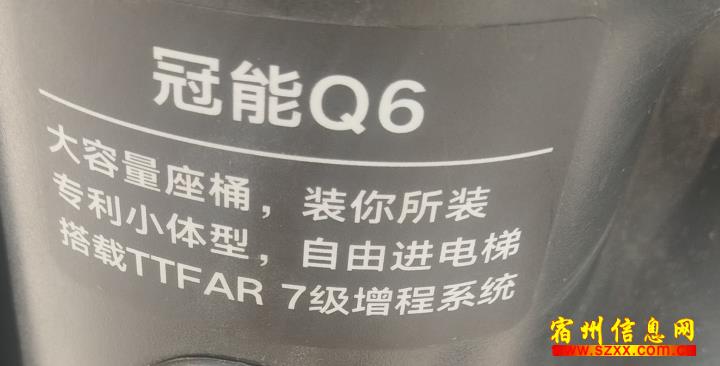 冠能Q6
大容量座桶，装你所装
专利小体型，自由进电梯
搭载TTFAR 7级增程系统
宿州信息网
www.szxx.com.cn